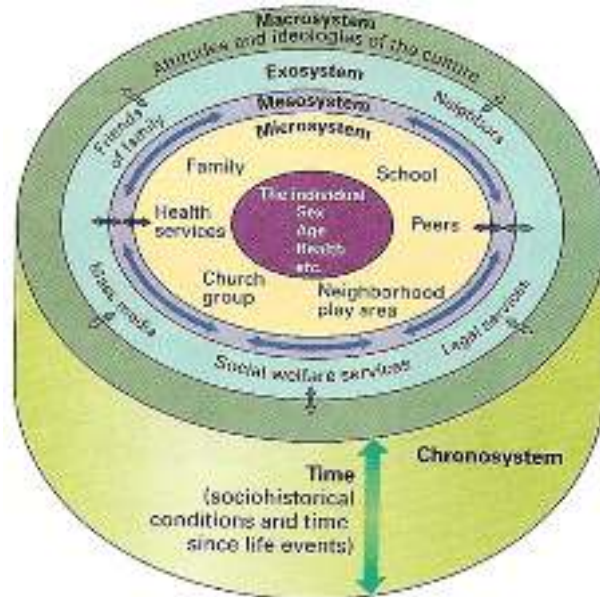 Macrosystem
Attitudes and ideologies of the culture
Exosystem
Mesosystem
Microsystem
Friends
of family
Neighbors
Family
School
The individual
Sex
Age
Health
etc.
Health
services
Peers
Church
group
Neighborhood
play area
Mass media
Social welfare services
Legal services
Chronosystem
Time
(sociohistorical
conditions and time
since life events)